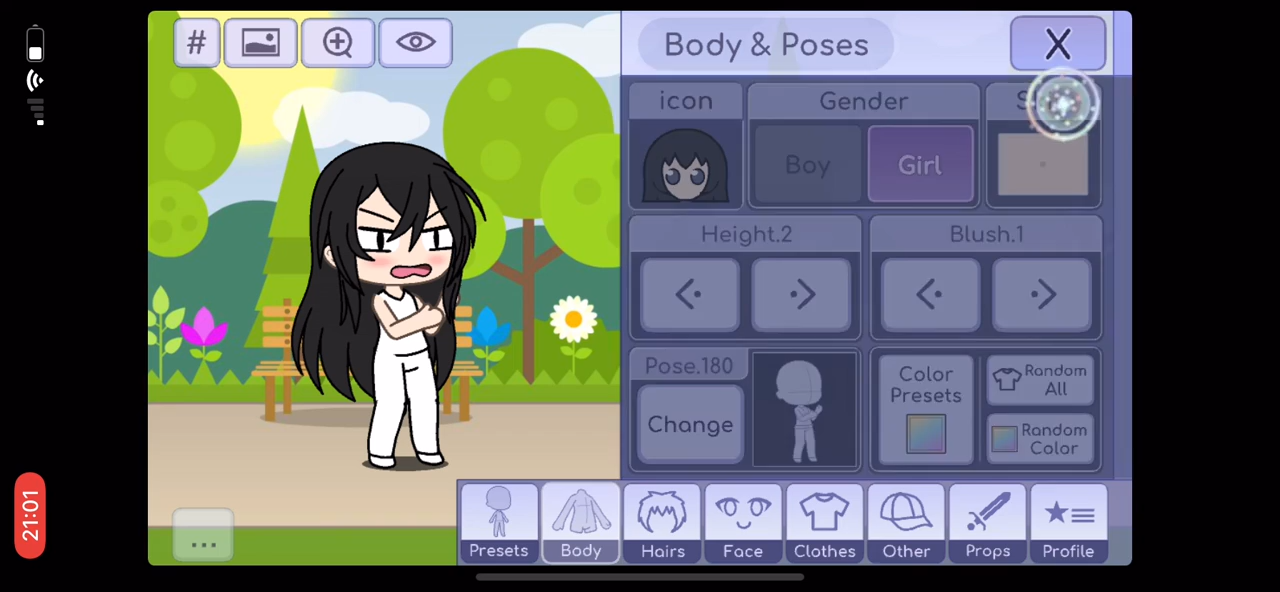 #
Body & Poses
X
icon
Gender
Boy
Girl
Height.2
Blush.1
Pose.180
Change
Color
Presets
Random
All
Random
Color
21:01
...
Presets
Body
Hairs
Face
Clothes
Other
Props
Profile